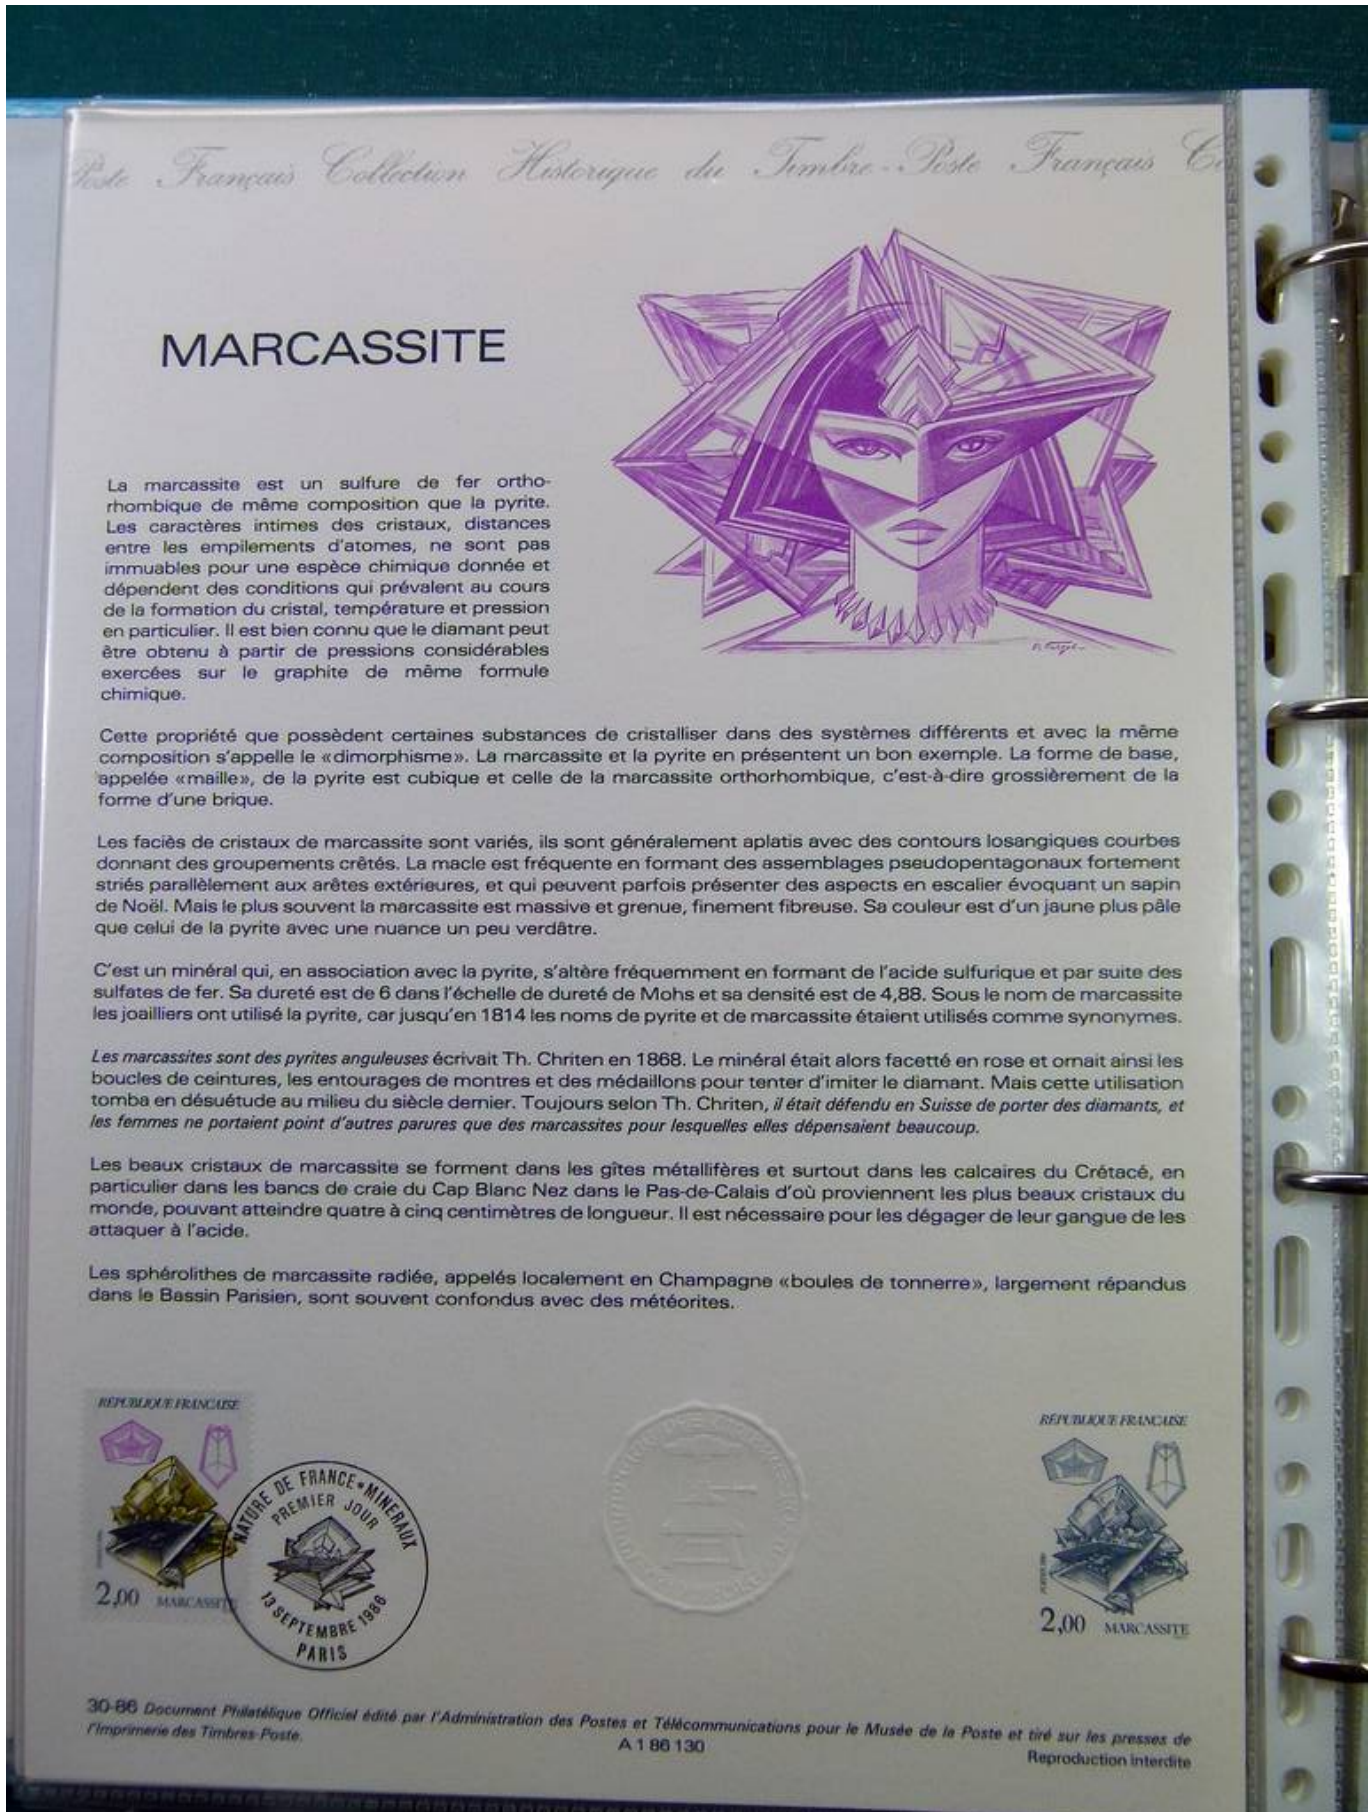 Poste Français Collection Historique du Timbre-Poste Français
MARCASSITE
La marcassite est un sulfure de fer ortho-
rhombique de même composition que la pyrite.
Les caractères intimes des cristaux, distances
entre les empilements d'atomes, ne sont pas
immuables pour une espèce chimique donnée et
dépendent des conditions qui prévalent au cours
de la formation du cristal, température et pression
en particulier. Il est bien connu que le diamant peut
être obtenu à partir de pressions considérables
exercées sur le graphite de même formule
chimique.
Cette propriété que possèdent certaines substances de cristalliser dans des systèmes différents et avec la même
composition s'appelle le «dimorphisme». La marcassite et la pyrite en présentent un bon exemple. La forme de base,
appelée «maille», de la pyrite est cubique et celle de la marcassite orthorhombique, c'est-à-dire grossièrement de la
forme d'une brique.
Les faciès de cristaux de marcassite sont variés, ils sont généralement aplatis avec des contours losangiques courbes
donnant des groupements crêtés. La macle est fréquente en formant des assemblages pseudopentagonaux fortement
striés parallèlement aux arêtes extérieures, et qui peuvent parfois présenter des aspects en escalier évoquant un sapin
de Noël. Mais le plus souvent la marcassite est massive et grenue, finement fibreuse. Sa couleur est d'un jaune plus pâle
que celui de la pyrite avec une nuance un peu verdâtre.
C'est un minéral qui, en association avec la pyrite, s'altère fréquemment en formant de l'acide sulfurique et par suite des
sulfates de fer. Sa dureté est de 6 dans l'échelle de dureté de Mohs et sa densité est de 4,88. Sous le nom de marcassite
les joailliers ont utilisé la pyrite, car jusqu'en 1814 les noms de pyrite et de marcassite étaient utilisés comme synonymes.
Les marcassites sont des pyrites anguleuses écrivait Th. Chriten en 1868. Le minéral était alors facetté en rose et ornait ainsi les
boucles de ceintures, les entourages de montres et des médaillons pour tenter d'imiter le diamant. Mais cette utilisation
tomba en désuétude au milieu du siècle dernier. Toujours selon Th. Chriten, il était défendu en Suisse de porter des diamants, et
les femmes ne portaient point d'autres parures que des marcassites pour lesquelles elles dépensaient beaucoup.
Les beaux cristaux de marcassite se forment dans les gîtes métallifères et surtout dans les calcaires du Crétacé, en
particulier dans les bancs de craie du Cap Blanc Nez dans le Pas-de-Calais d'où proviennent les plus beaux cristaux du
monde, pouvant atteindre quatre à cinq centimètres de longueur. Il est nécessaire pour les dégager de leur gangue de les
attaquer à l'acide.
Les sphérolithes de marcassite radiée, appelés localement en Champagne «boules de tonnerre», largement répandus
dans le Bassin Parisien, sont souvent confondus avec des météorites.
RÉPUBLIQUE FRANÇAISE
2,00 MARCASSITE
NATURE DE FRANCE * MINERAUX
PREMIER JOUR
13 SEPTEMBRE 1986
PARIS
RÉPUBLIQUE FRANÇAISE
2,00 MARCASSITE
30-86 Document Philatélique Officiel édité par l'Administration des Postes et Télécommunications pour le Musée de la Poste et tiré sur les presses de
l'Imprimerie des Timbres-Poste.
A 1 86 130
Reproduction interdite